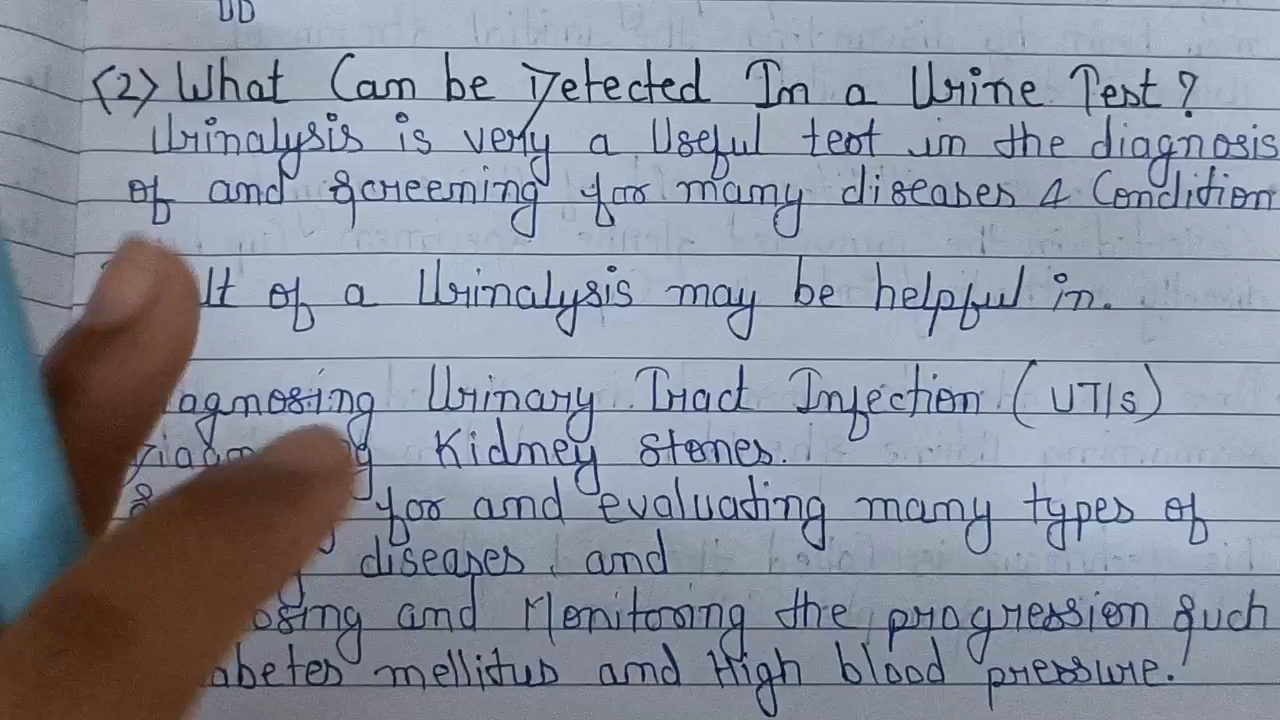 (2) What Can be Detected In a Urine Test?
Urinalysis is very a Useful test in the diagnosis
of and Screening for many diseases & Condition
of a Urinalysis may be helpful in.
Urinary Tract Infection (UTIs)
Kidney Stones.
for and evaluating many types of
diseases, and
and Monitoring the progression Such
mellitus and High blood pressure.